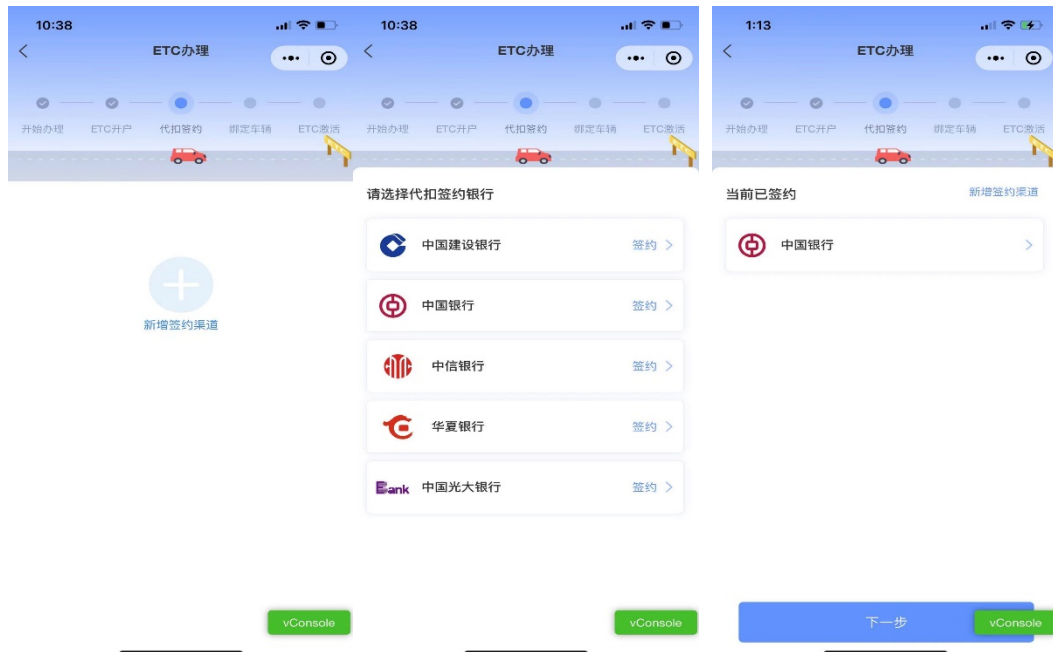 10:38
ETC办理
开始办理 ETC开户 代扣签约 绑定车辆 ETC激活
新增签约渠道
vConsole
10:38
ETC办理
开始办理 ETC开户 代扣签约 绑定车辆 ETC激活
请选择代扣签约银行
中国建设银行 签约
中国银行 签约
中信银行 签约
华夏银行 签约
Bank 中国光大银行 签约
vConsole
1:13
ETC办理
开始办理 ETC开户 代扣签约 绑定车辆 ETC激活
当前已签约 新增签约渠道
中国银行
下一步 vConsole